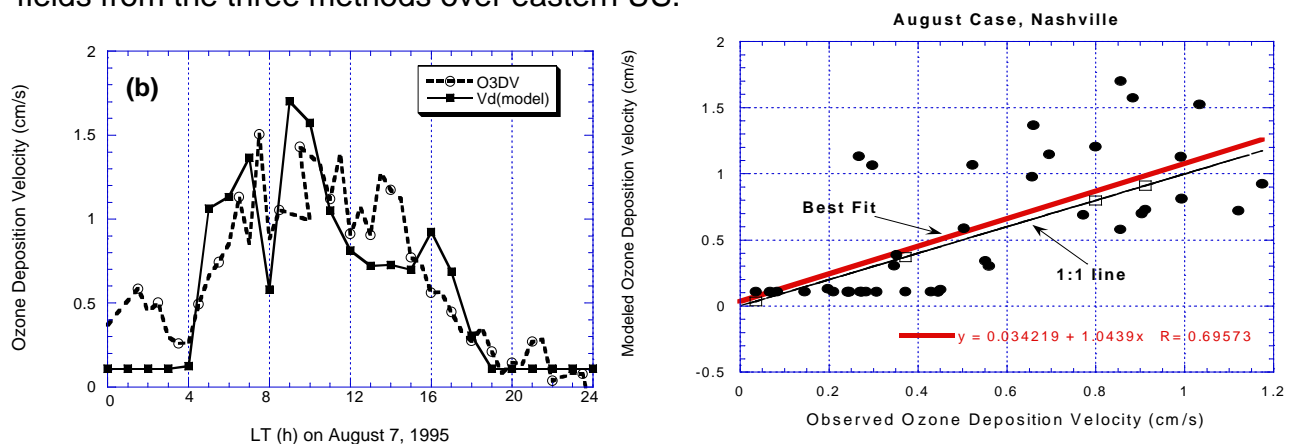 fields from the three methods over eastern US.
Ozone Deposition Velocity (cm/s)
2
1.5
1
0.5
0
(b)
O3DV
Vd(model)
0 4 8 12 16 20 24
LT (h) on August 7, 1995
August Case, Nashville
Modeled Ozone Deposition Velocity (cm/s)
2
1.5
1
0.5
0
-0.5
Best Fit
1:1 line
y = 0.034219 + 1.0439x R= 0.69573
0 0.2 0.4 0.6 0.8 1 1.2
Observed Ozone Deposition Velocity (cm/s)